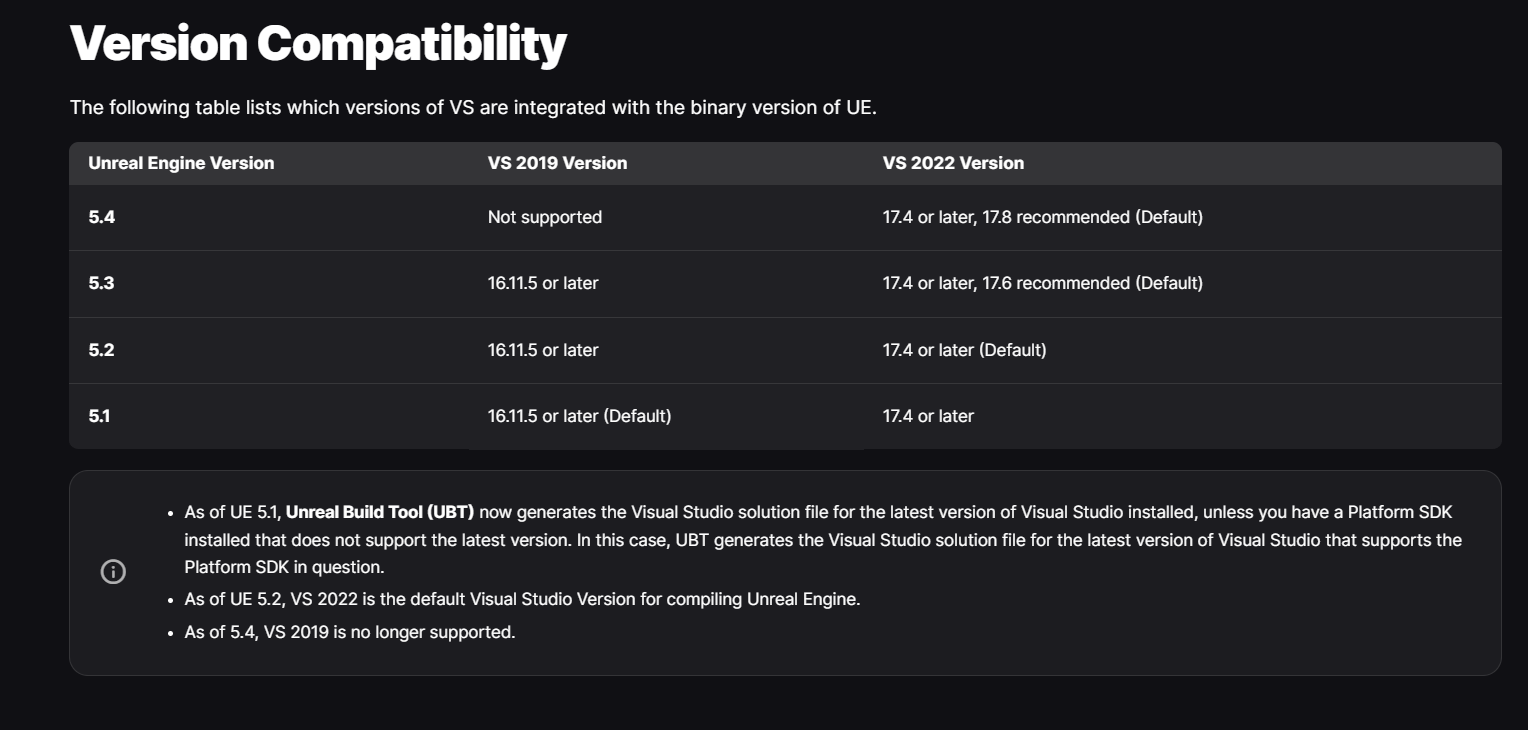 Version Compatibility
The following table lists which versions of VS are integrated with the binary version of UE.
Unreal Engine Version VS 2019 Version VS 2022 Version
5.4 Not supported 17.4 or later, 17.8 recommended (Default)
5.3 16.11.5 or later 17.4 or later, 17.6 recommended (Default)
5.2 16.11.5 or later 17.4 or later (Default)
5.1 16.11.5 or later (Default) 17.4 or later
• As of UE 5.1, Unreal Build Tool (UBT) now generates the Visual Studio solution file for the latest version of Visual Studio installed, unless you have a Platform SDK
installed that does not support the latest version. In this case, UBT generates the Visual Studio solution file for the latest version of Visual Studio that supports the
Platform SDK in question.
• As of UE 5.2, VS 2022 is the default Visual Studio Version for compiling Unreal Engine.
• As of 5.4, VS 2019 is no longer supported.